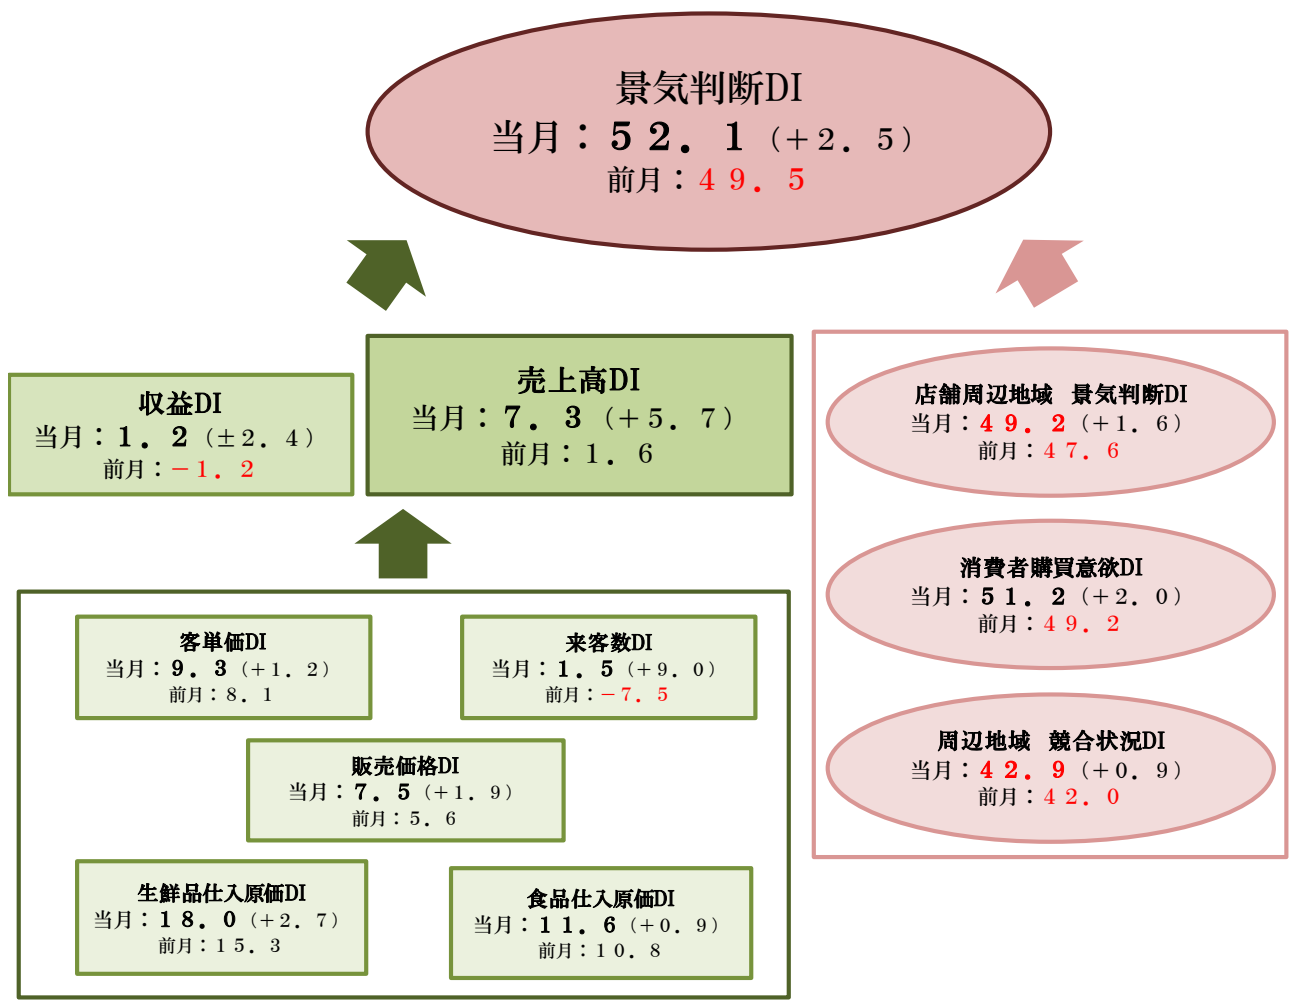 景気判断DI
当月：５２．１（＋２．５）
前月：４９．５
収益DI
当月：１．２（±２．４）
前月：－１．２
売上高DI
当月：７．３（＋５．７）
前月：１．６
客単価DI
当月：９．３（＋１．２）
前月：８．１
来客数DI
当月：１．５（＋９．０）
前月：－７．５
販売価格DI
当月：７．５（＋１．９）
前月：５．６
生鮮品仕入原価DI
当月：１８．０（＋２．７）
前月：１５．３
食品仕入原価DI
当月：１１．６（＋０．９）
前月：１０．８
店舗周辺地域　景気判断DI
当月：４９．２（＋１．６）
前月：４７．６
消費者購買意欲DI
当月：５１．２（＋２．０）
前月：４９．２
周辺地域　競合状況DI
当月：４２．９（＋０．９）
前月：４２．０